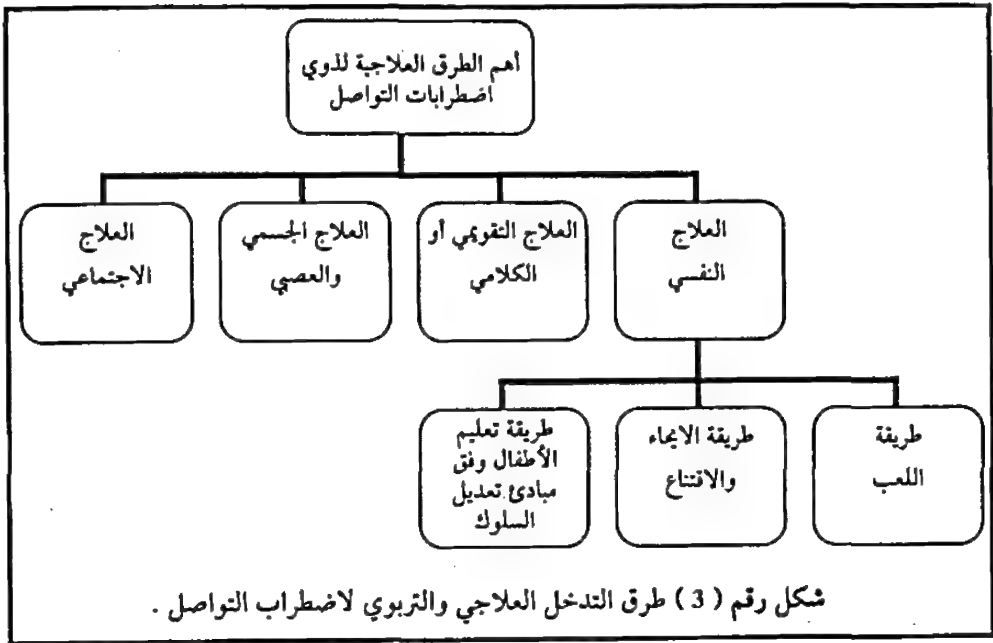 أهم الطرق العلاجية لذوي
اضطرابات التواصل
العلاج
النفسي
العلاج التقويمي أو
الكلامي
العلاج الجسمي
والعصبي
العلاج
الاجتماعي
طريقة
اللعب
طريقة الايحاء
والاقتناع
طريقة تعليم
الأطفال وفق
مبادئ تعديل
السلوك
شكل رقم ( 3 ) طرق التدخل العلاجي والتربوي لاضطراب التواصل .